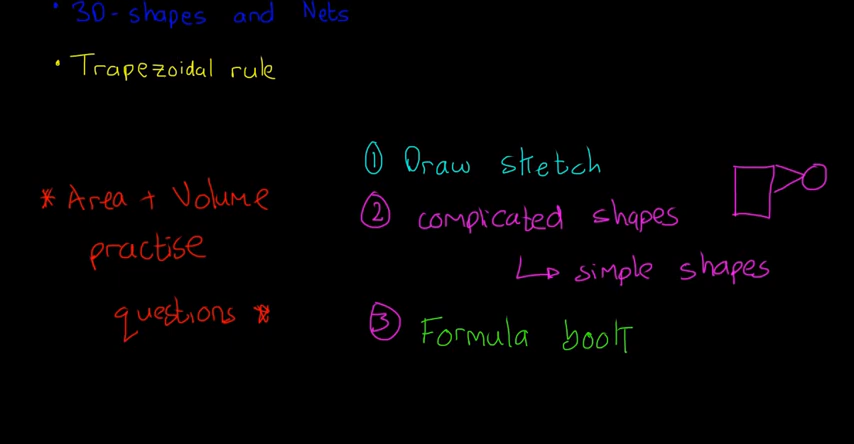 • 3D-shapes and Nets
• Trapezoidal rule
* Area + Volume
practise
questions *
① Draw sketch
② complicated shapes
↳ simple shapes
③ Formula book